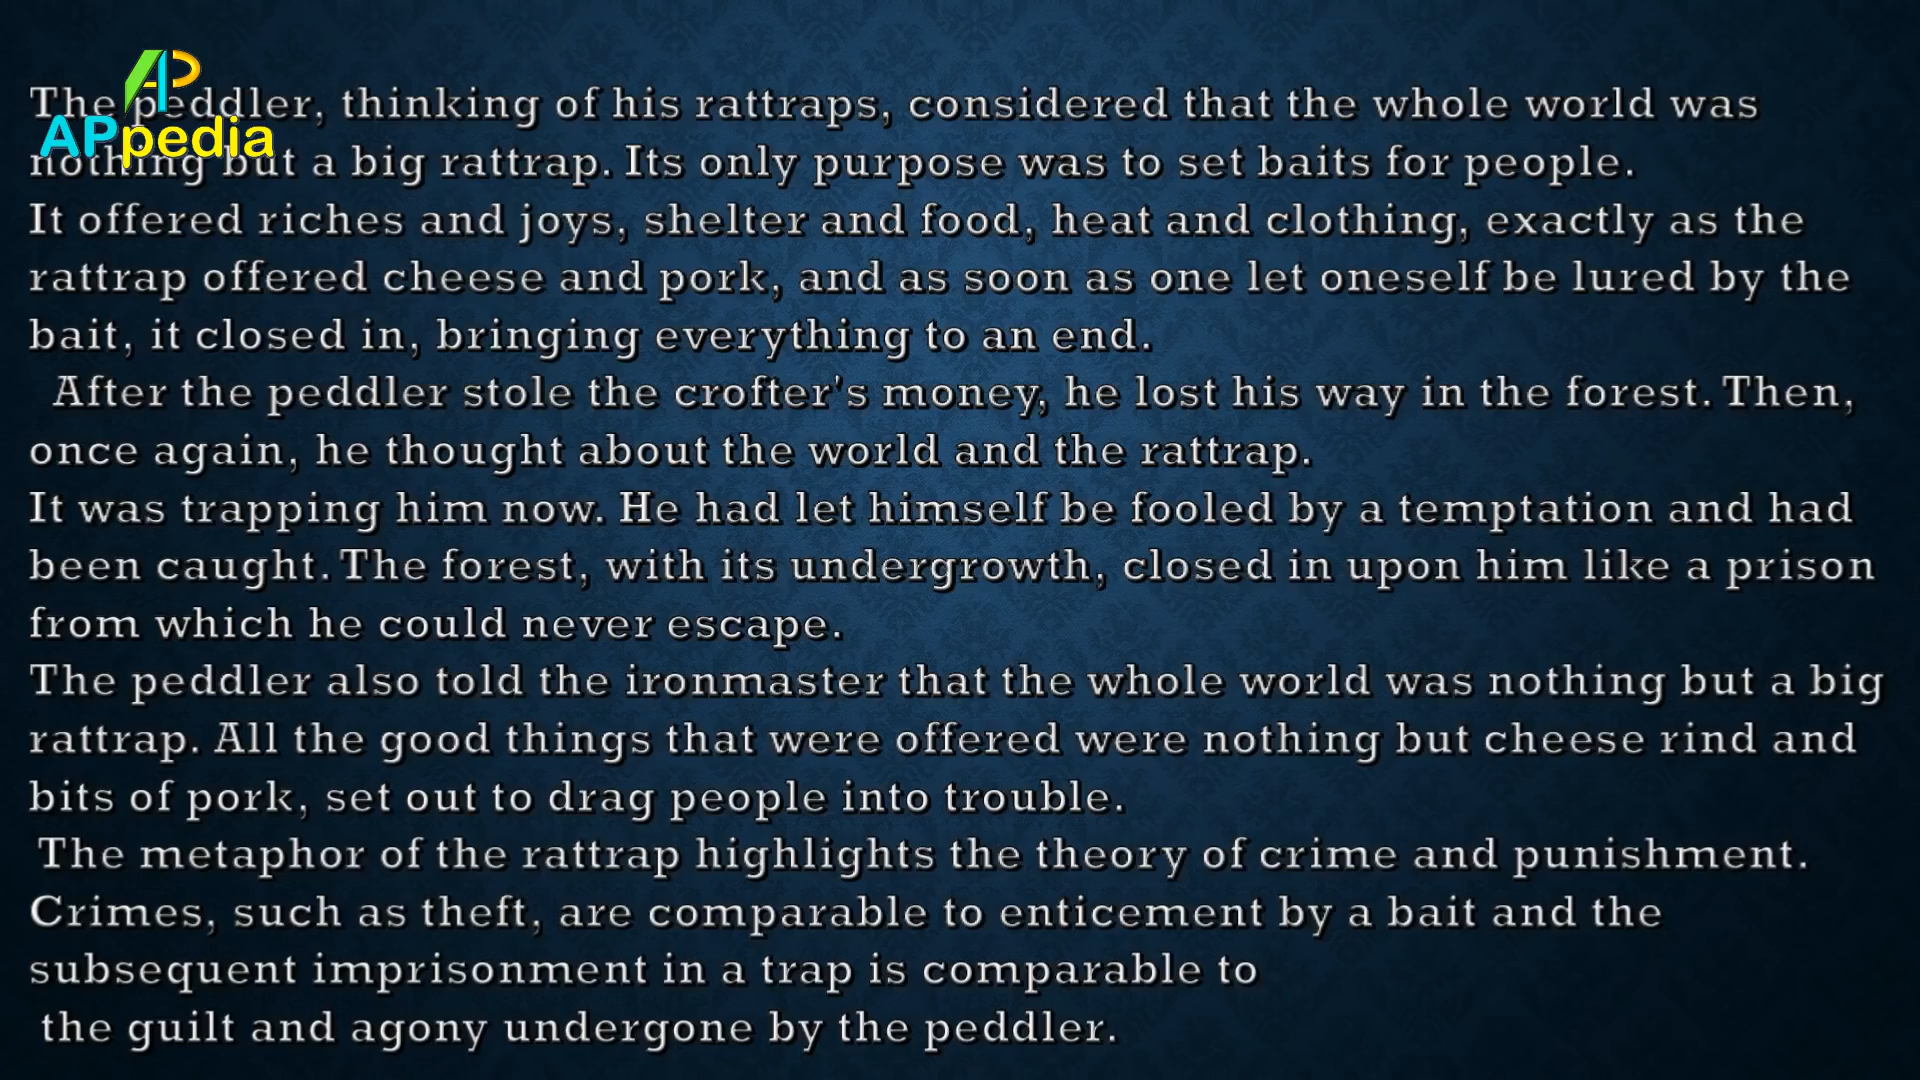 APpedia
The peddler, thinking of his rattraps, considered that the whole world was
nothing but a big rattrap. Its only purpose was to set baits for people.
It offered riches and joys, shelter and food, heat and clothing, exactly as the
rattrap offered cheese and pork, and as soon as one let oneself be lured by the
bait, it closed in, bringing everything to an end.
After the peddler stole the crofter's money, he lost his way in the forest. Then,
once again, he thought about the world and the rattrap.
It was trapping him now. He had let himself be fooled by a temptation and had
been caught. The forest, with its undergrowth, closed in upon him like a prison
from which he could never escape.
The peddler also told the ironmaster that the whole world was nothing but a big
rattrap. All the good things that were offered were nothing but cheese rind and
bits of pork, set out to drag people into trouble.
The metaphor of the rattrap highlights the theory of crime and punishment.
Crimes, such as theft, are comparable to enticement by a bait and the
subsequent imprisonment in a trap is comparable to
the guilt and agony undergone by the peddler.